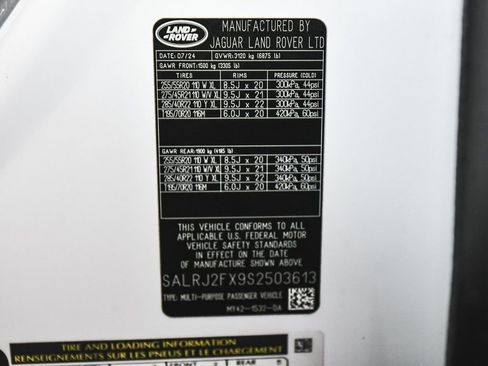 LAND ROVER
MANUFACTURED BY
JAGUAR LAND ROVER LTD
DATE: 07/24 GVWR: 3120 kg (6875 lb)
GAWR FRONT: 1500 kg (3305 lb)
TIRES RIMS PRESSURE (COLD)
255/55R20 110 W XL 8.5J x 20 300kPa, 44psi
275/45R21 110 W/V XL 9.5J x 21 300kPa, 44psi
285/40R22 110 Y XL 9.5J x 22 300kPa, 44psi
T195/70R20 116M 6.0J x 20 420kPa, 60psi
GAWR REAR: 1900 kg (4185 lb)
255/55R20 110 W XL 8.5J x 20 340kPa, 50psi
275/45R21 110 W/V XL 9.5J x 21 340kPa, 50psi
285/40R22 110 Y XL 9.5J x 22 340kPa, 50psi
T195/70R20 116M 6.0J x 20 420kPa, 60psi
THIS VEHICLE CONFORMS TO ALL
APPLICABLE U.S. FEDERAL MOTOR
VEHICLE SAFETY STANDARDS
IN EFFECT ON THE DATE
OF MANUFACTURE SHOWN ABOVE
SALRJ2FX9S2503613
TYPE: MULTI-PURPOSE PASSENGER VEHICLE
MY42-1532-DA
TIRE AND LOADING INFORMATION
RENSEIGNEMENTS SUR LES PNEUS ET LE CHARGEMENT
FRONT 2 REAR